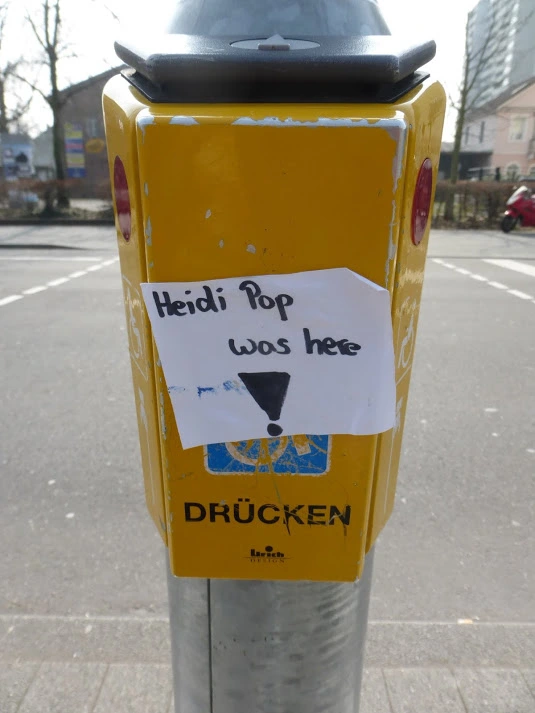 Heidi Pop
was here
!
DRÜCKEN